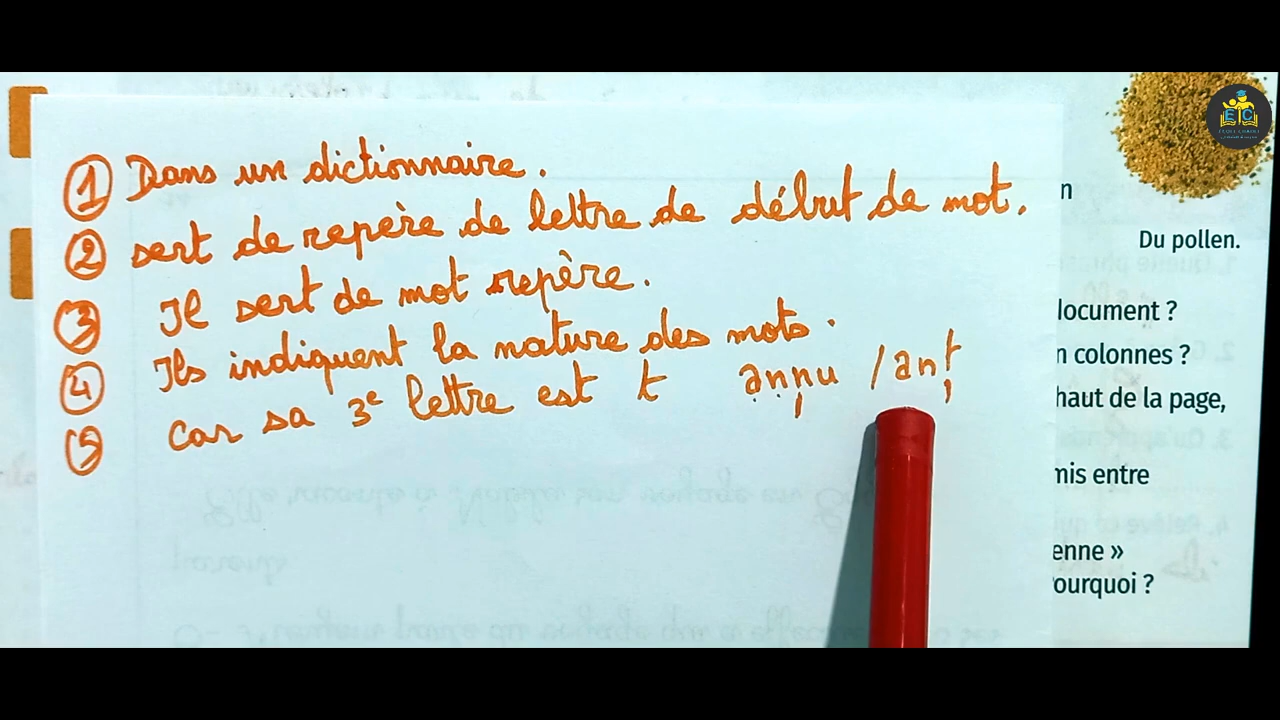 ① Dans un dictionnaire.
② sert de repère de lettre de début de mot.
③ Il sert de mot repère.
④ Ils indiquent la nature des mots.
⑤ Car sa 3e lettre est t annu / ant
n
Du pollen.
document ?
n colonnes ?
haut de la page,
mis entre
enne »
ourquoi ?
EC